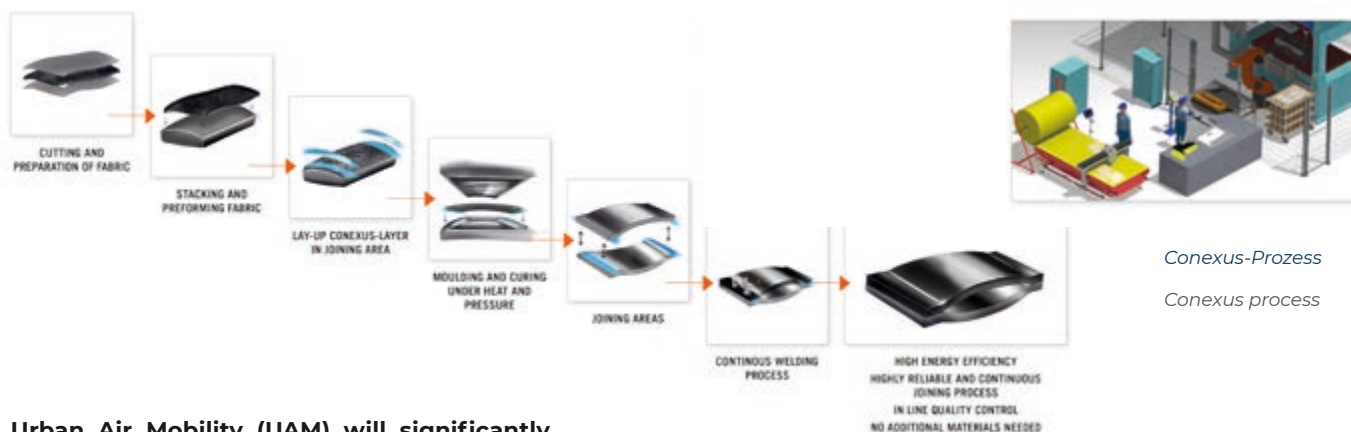 CUTTING AND
PREPARATION OF FABRIC
STACKING AND
PREFORMING FABRIC
LAY-UP CONEXUS-LAYER
IN JOINING AREA
MOULDING AND CURING
UNDER HEAT AND
PRESSURE
JOINING AREAS
CONTINOUS WELDING
PROCESS
HIGH ENERGY EFFICIENCY
HIGHLY RELIABLE AND CONTINUOUS
JOINING PROCESS
IN LINE QUALITY CONTROL
NO ADDITIONAL MATERIALS NEEDED
Conexus-Prozess
Conexus process
Urban Air Mobility (UAM) will significantly